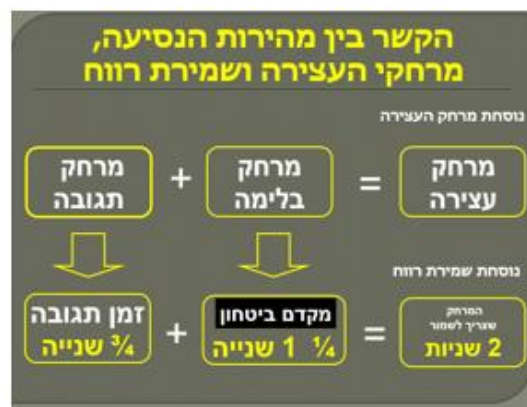 הקשר בין מהירות הנסיעה,
מרחקי העצירה ושמירת רווח
נוסחת מרחק העצירה
מרחק עצירה = מרחק בלימה + מרחק תגובה
נוסחת שמירת רווח
המרחק שצריך לשמור 2 שניות = מקדם ביטחון 1 ¼ שנייה + זמן תגובה ¾ שנייה